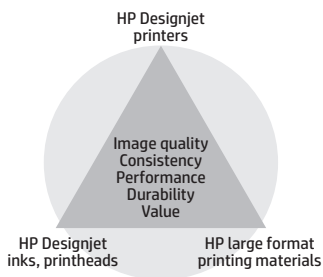 HP Designjet
printers
Image quality
Consistency
Performance
Durability
Value
HP Designjet
inks, printheads
HP large format
printing materials